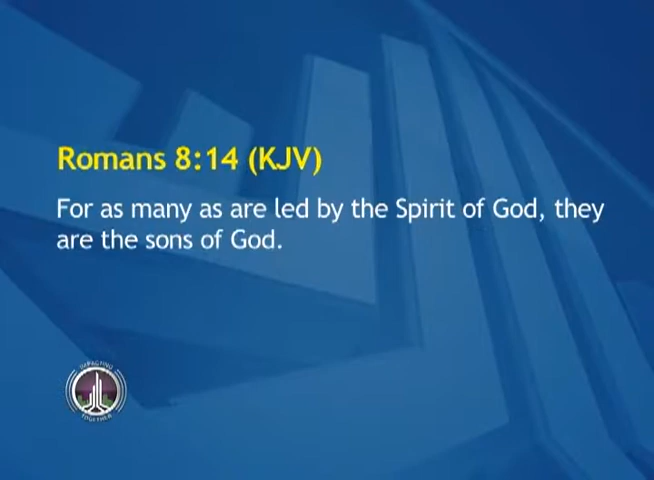 Romans 8:14 (KJV)
For as many as are led by the Spirit of God, they
are the sons of God.